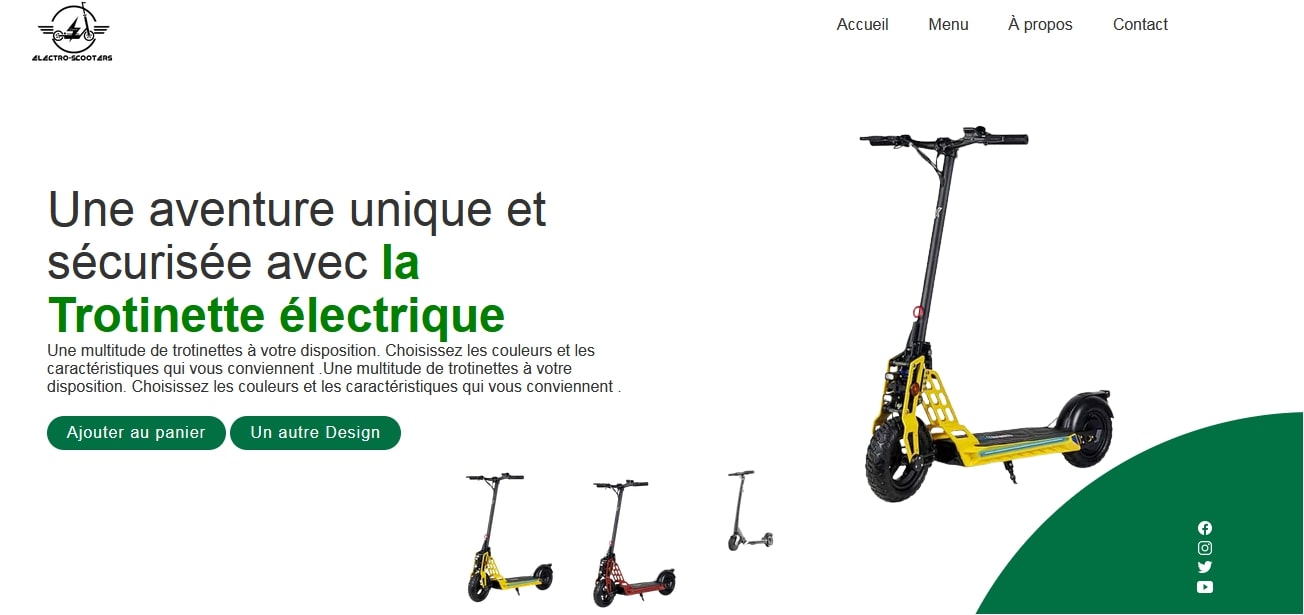 ELECTRO-SCOOTERS
Accueil Menu À propos Contact
Une aventure unique et
sécurisée avec la
Trotinette électrique
Une multitude de trotinettes à votre disposition. Choisissez les couleurs et les
caractéristiques qui vous conviennent .Une multitude de trotinettes à votre
disposition. Choisissez les couleurs et les caractéristiques qui vous conviennent .
Ajouter au panier Un autre Design